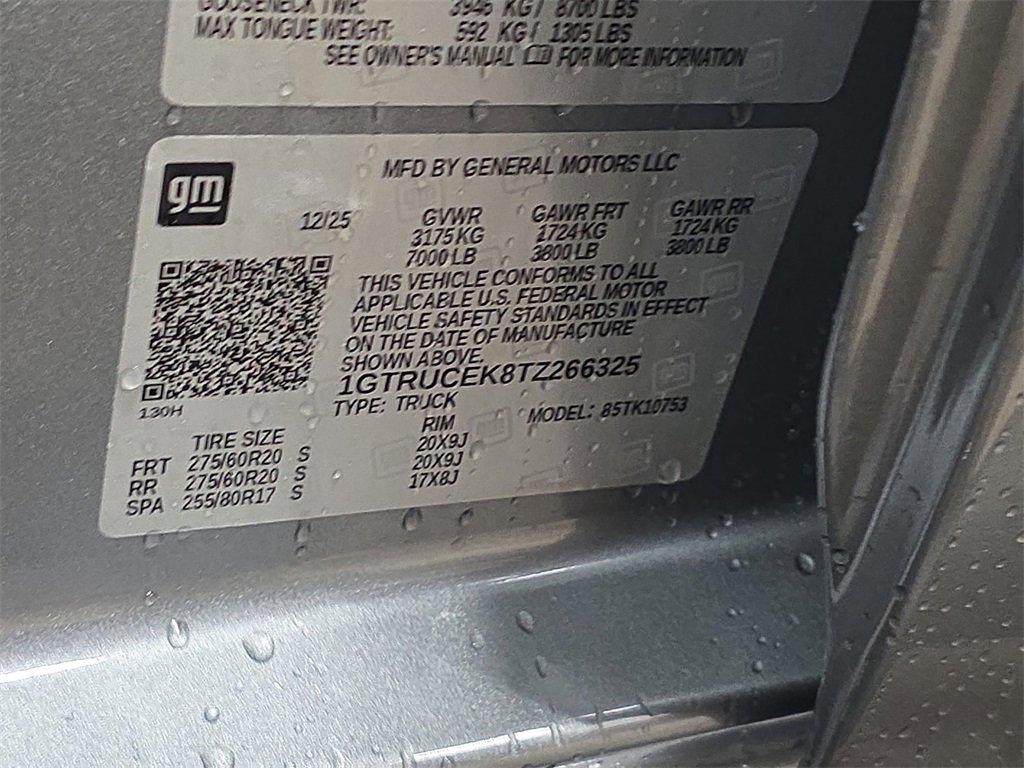 GOOSENECK TWR: 3946 KG / 8700 LBS
MAX TONGUE WEIGHT: 592 KG / 1305 LBS
SEE OWNER'S MANUAL FOR MORE INFORMATION
gm
MFD BY GENERAL MOTORS LLC
12/25 GVWR GAWR FRT GAWR RR
3175 KG 1724 KG 1724 KG
7000 LB 3800 LB 3800 LB
THIS VEHICLE CONFORMS TO ALL
APPLICABLE U.S. FEDERAL MOTOR
VEHICLE SAFETY STANDARDS IN EFFECT
ON THE DATE OF MANUFACTURE
SHOWN ABOVE.
1GTRUCEK8TZ266325
130H
TYPE: TRUCK MODEL: 85TK10753
TIRE SIZE RIM
FRT 275/60R20 S 20X9J
RR 275/60R20 S 20X9J
SPA 255/80R17 S 17X8J